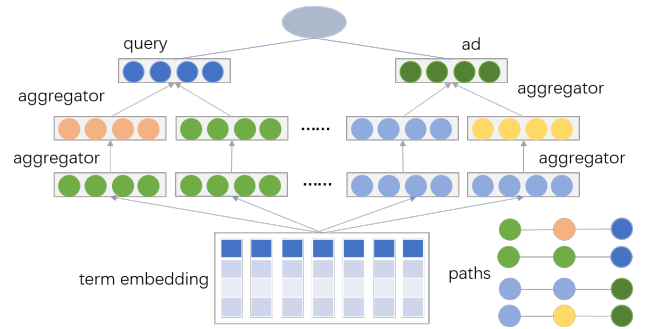 query
ad
aggregator
aggregator
......
aggregator
aggregator
......
term embedding
paths